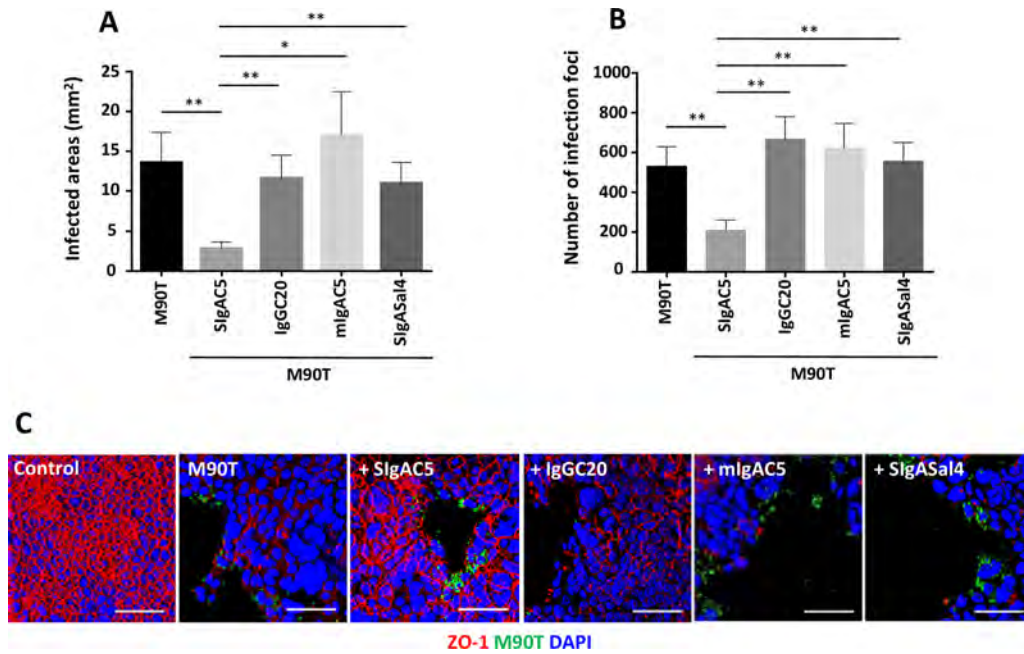 A
**
*
**
**
Infected areas (mm²)
25
20
15
10
5
0
M90T
SIgAC5
IgGC20
mIgAC5
SIgASal4
M90T
B
**
**
**
**
Number of infection foci
1000
800
600
400
200
0
M90T
SIgAC5
IgGC20
mIgAC5
SIgASal4
M90T
C
Control
M90T
+ SIgAC5
+ IgGC20
+ mIgAC5
+ SIgASal4
ZO-1 M90T DAPI